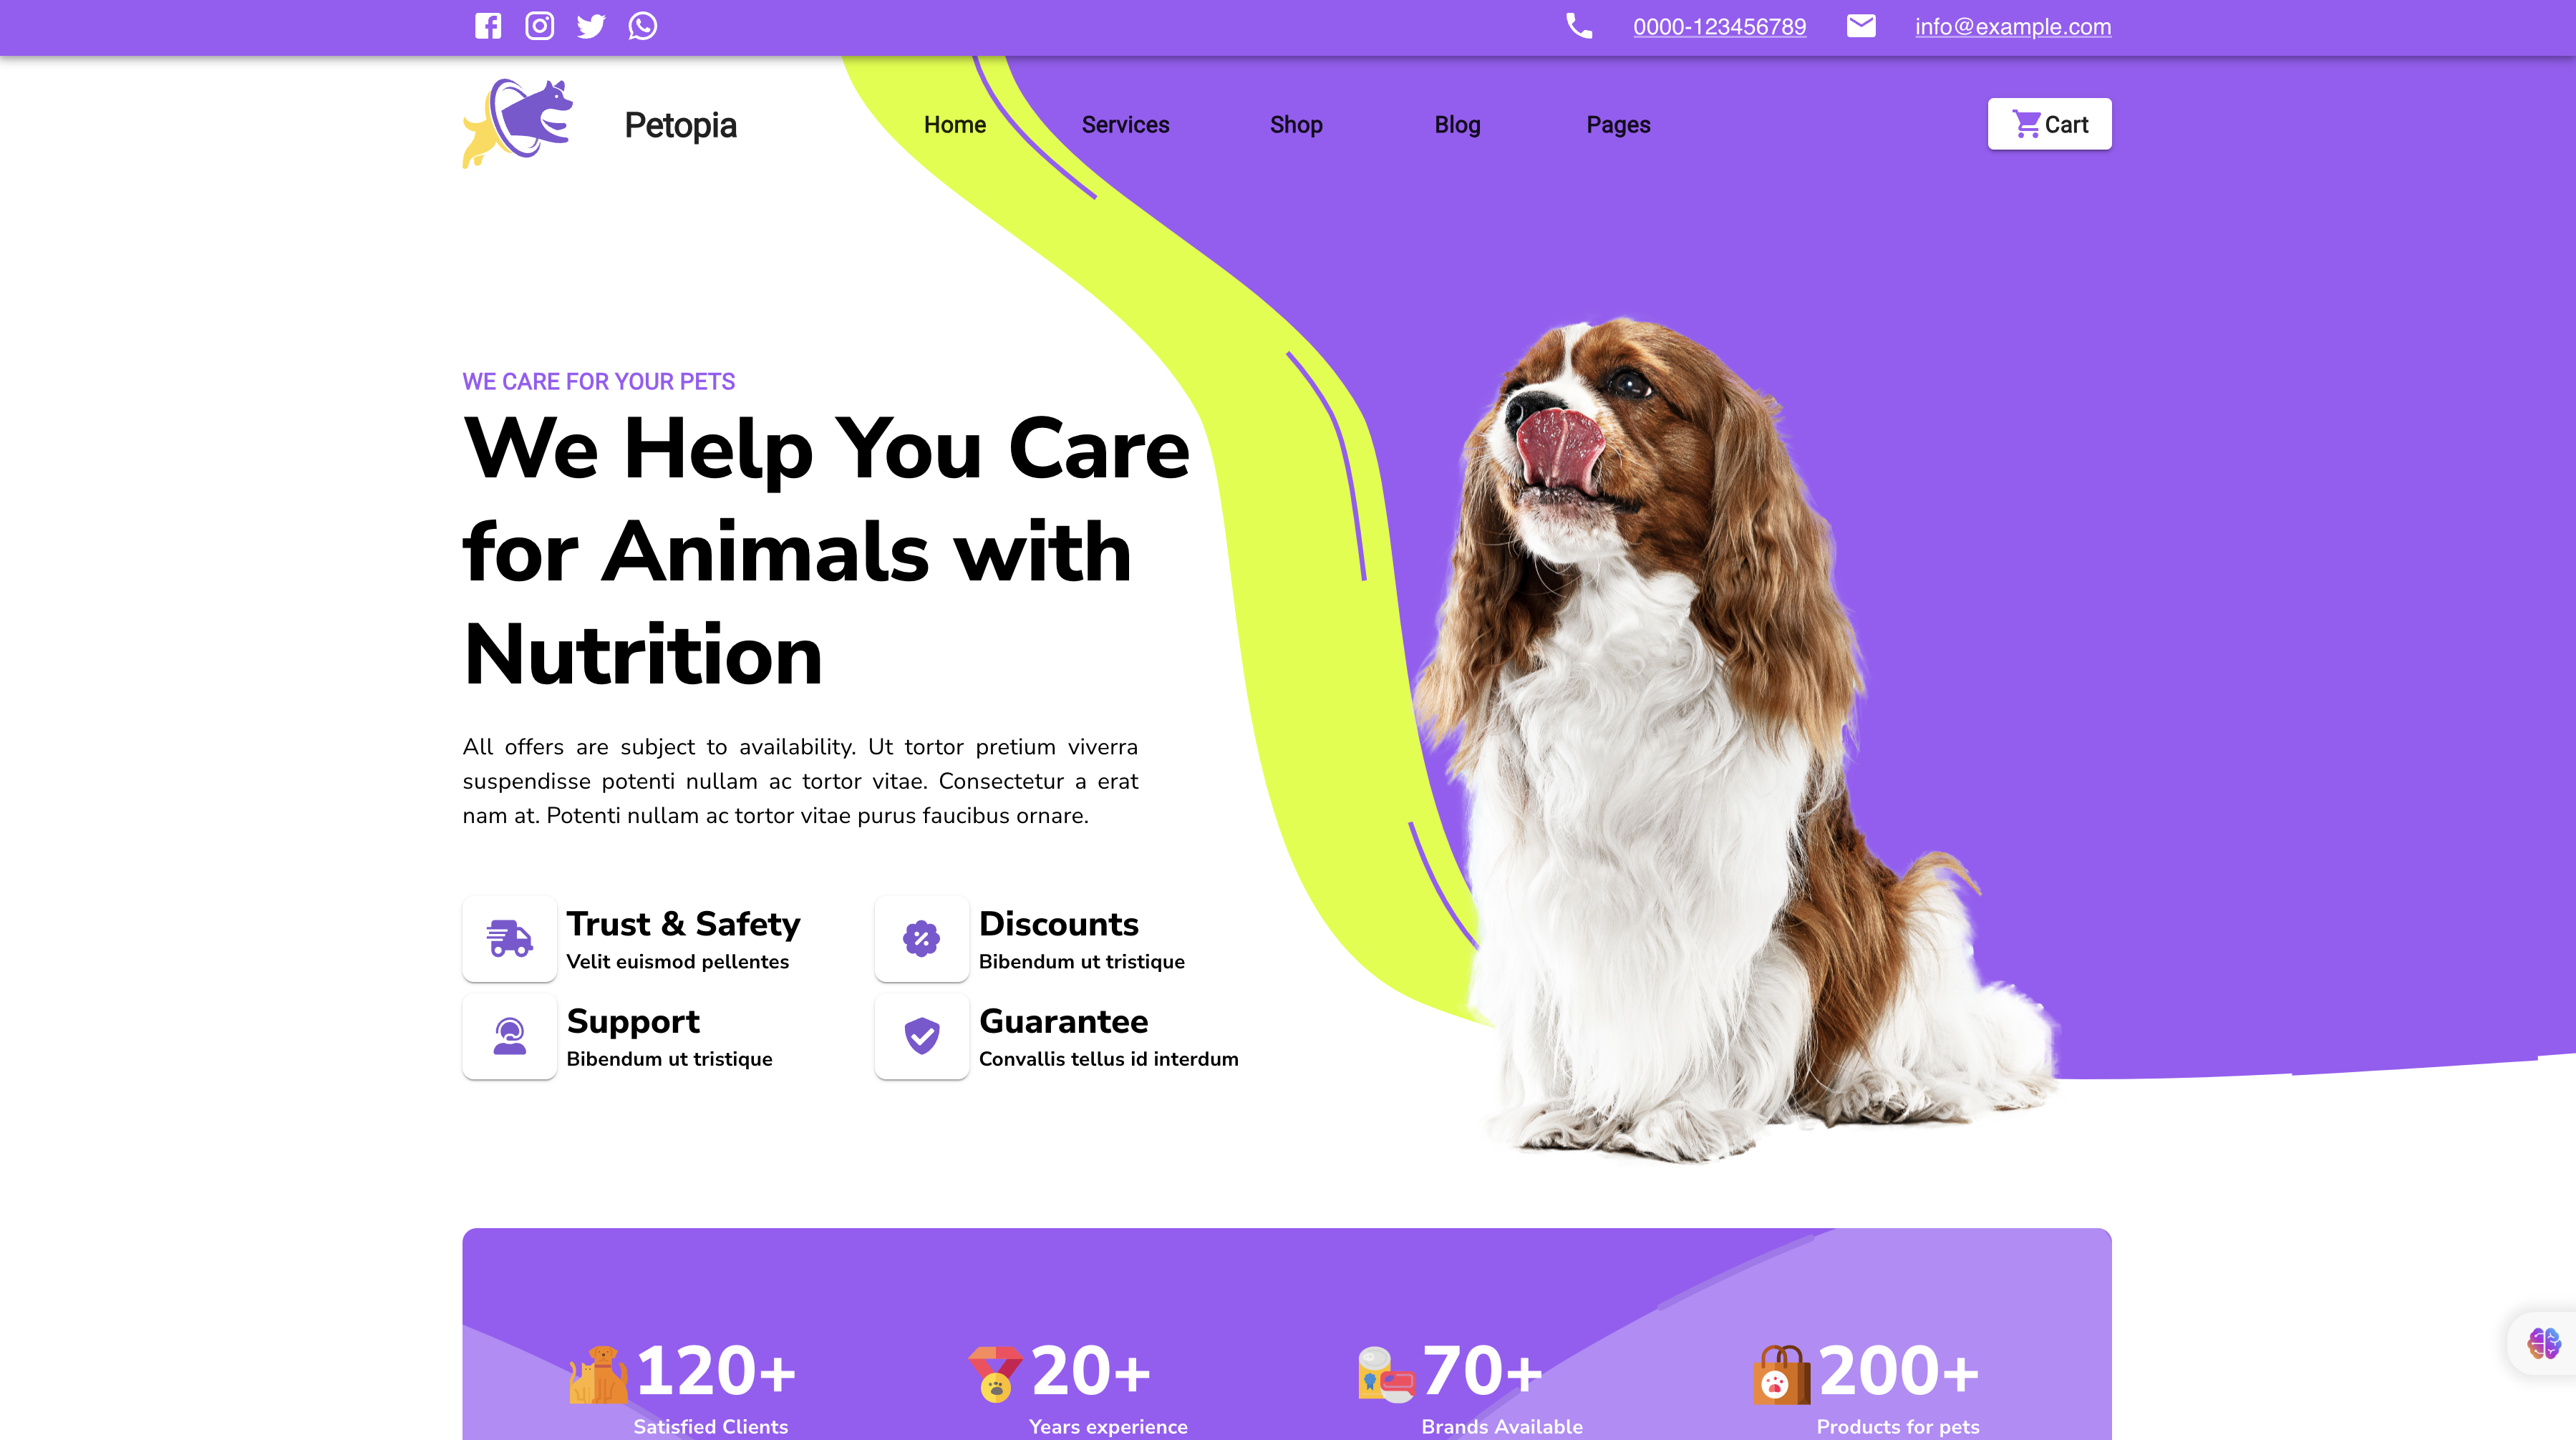 0000-123456789 info@example.com
Petopia Home Services Shop Blog Pages Cart
WE CARE FOR YOUR PETS
We Help You Care
for Animals with
Nutrition
All offers are subject to availability. Ut tortor pretium viverra
suspendisse potenti nullam ac tortor vitae. Consectetur a erat
nam at. Potenti nullam ac tortor vitae purus faucibus ornare.
Trust & Safety
Velit euismod pellentes
Discounts
Bibendum ut tristique
Support
Bibendum ut tristique
Guarantee
Convallis tellus id interdum
120+
Satisfied Clients
20+
Years experience
70+
Brands Available
200+
Products for pets